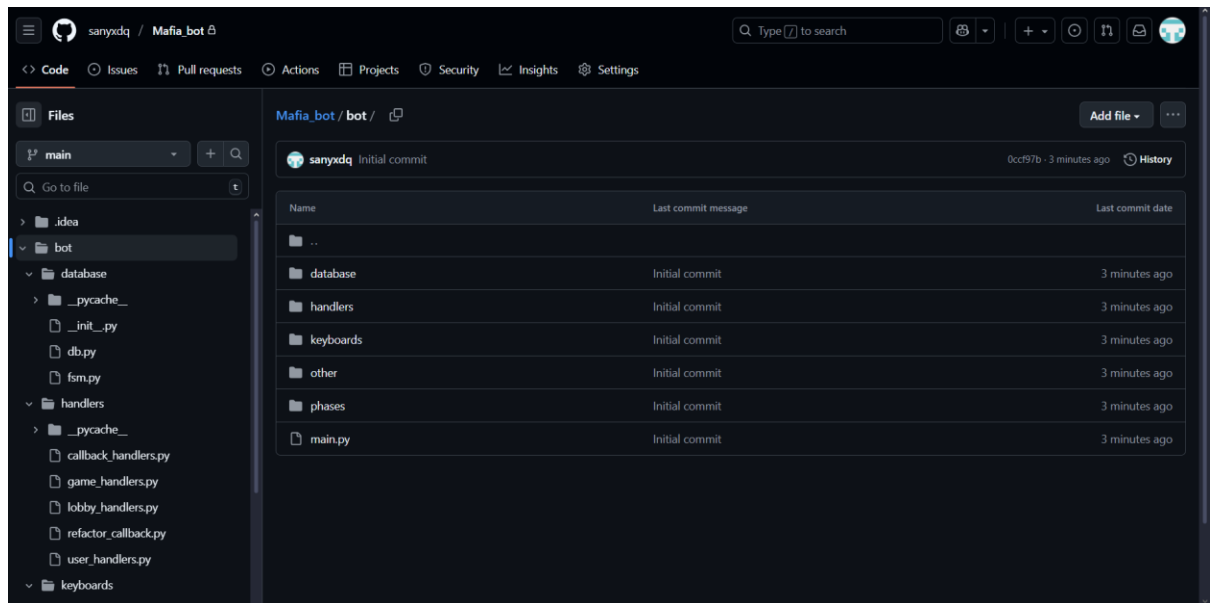 sanyxdq / Mafia_bot
Type / to search
Code Issues Pull requests Actions Projects Security Insights Settings
Files
main
Go to file t
.idea
bot
database
__pycache__
__init__.py
db.py
fsm.py
handlers
__pycache__
callback_handlers.py
game_handlers.py
lobby_handlers.py
refactor_callback.py
user_handlers.py
keyboards
Mafia_bot / bot /
Add file
sanyxdq Initial commit 0ccf97b · 3 minutes ago History
Name Last commit message Last commit date
..
database Initial commit 3 minutes ago
handlers Initial commit 3 minutes ago
keyboards Initial commit 3 minutes ago
other Initial commit 3 minutes ago
phases Initial commit 3 minutes ago
main.py Initial commit 3 minutes ago